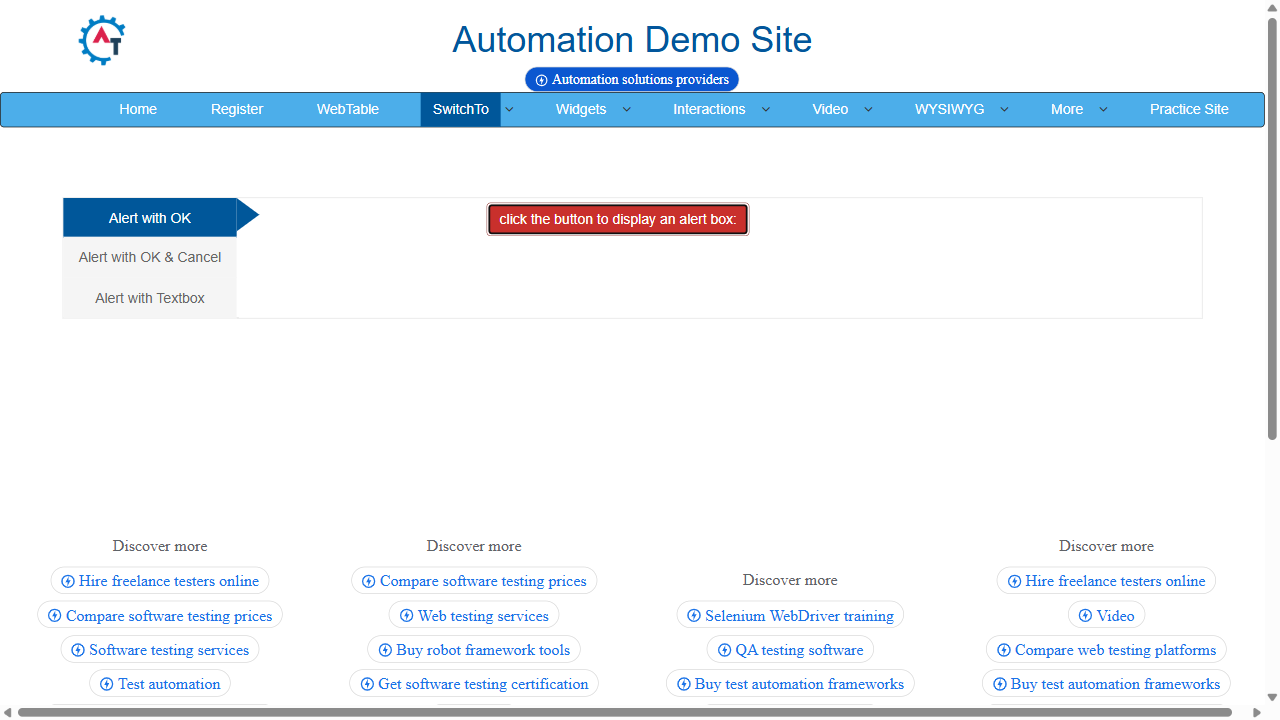 Automation Demo Site
Automation solutions providers
Home Register WebTable SwitchTo Widgets Interactions Video WYSIWYG More Practice Site
Alert with OK
Alert with OK & Cancel
Alert with Textbox
click the button to display an alert box:
Discover more
Hire freelance testers online
Compare software testing prices
Software testing services
Test automation
Discover more
Compare software testing prices
Web testing services
Buy robot framework tools
Get software testing certification
Discover more
Selenium WebDriver training
QA testing software
Buy test automation frameworks
Discover more
Hire freelance testers online
Video
Compare web testing platforms
Buy test automation frameworks